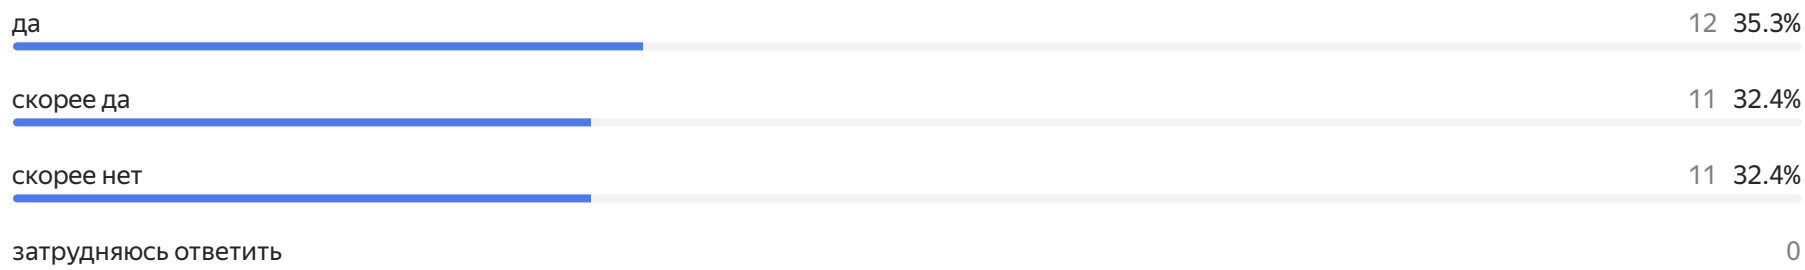 да 12 35.3%
скорее да 11 32.4%
скорее нет 11 32.4%
затрудняюсь ответить 0